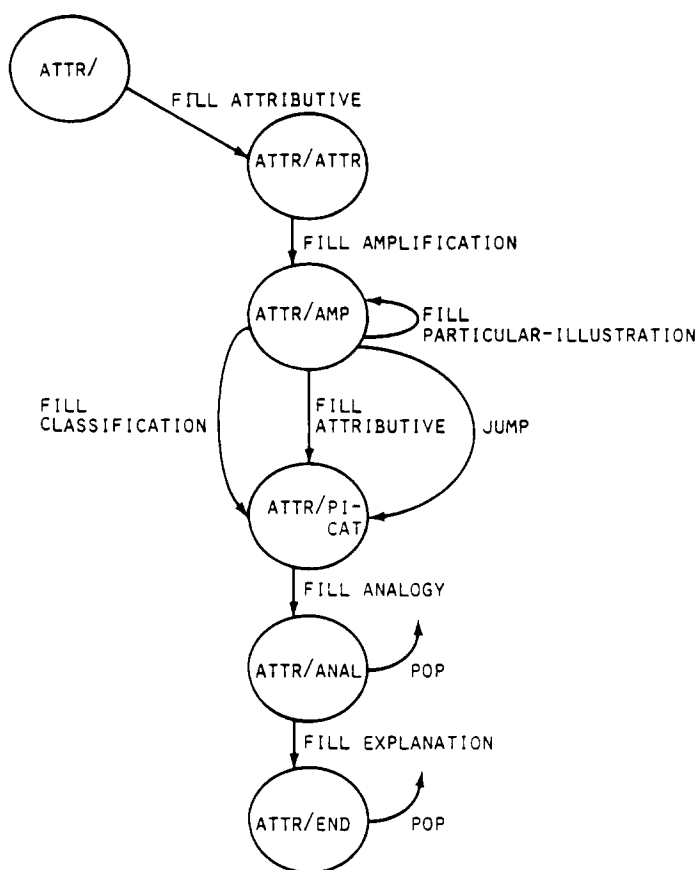 ATTR/
FILL ATTRIBUTIVE
ATTR/ATTR
FILL AMPLIFICATION
ATTR/AMP
FILL
PARTICULAR-ILLUSTRATION
FILL
CLASSIFICATION
FILL
ATTRIBUTIVE
JUMP
ATTR/PI-
CAT
FILL ANALOGY
ATTR/ANAL
POP
FILL EXPLANATION
ATTR/END
POP